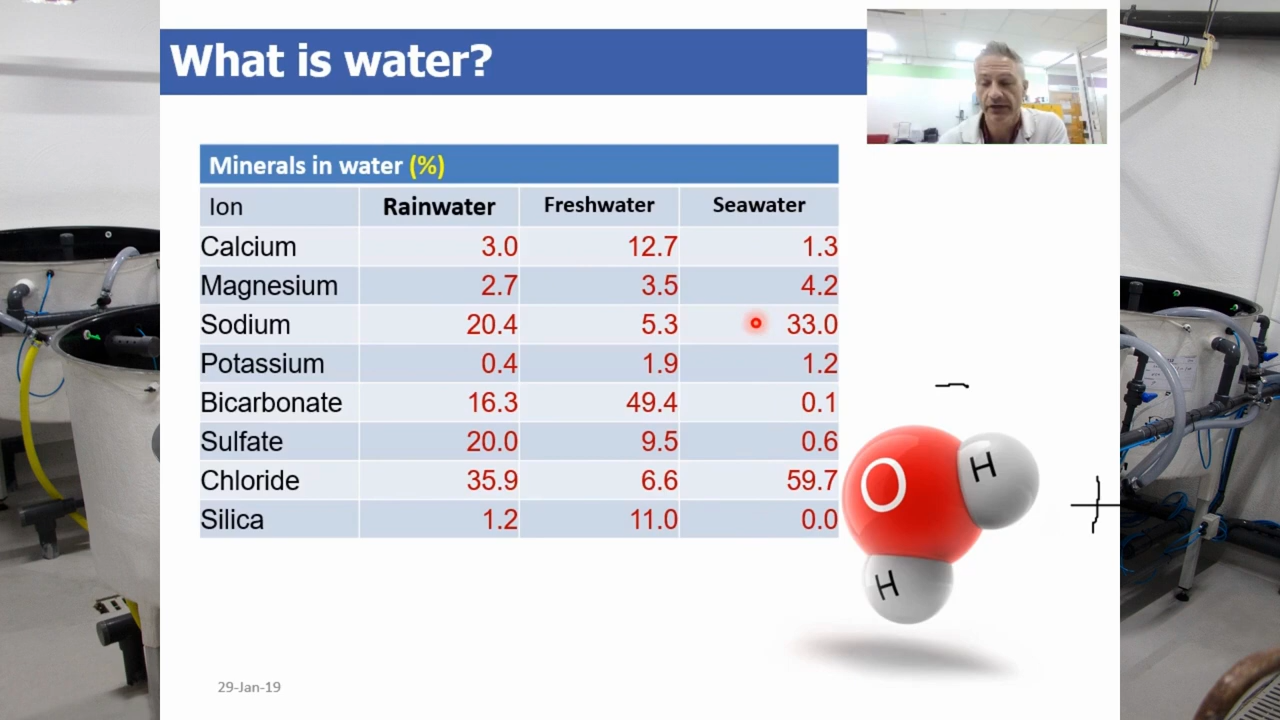 What is water?
Minerals in water (%)
Ion Rainwater Freshwater Seawater
Calcium 3.0 12.7 1.3
Magnesium 2.7 3.5 4.2
Sodium 20.4 5.3 33.0
Potassium 0.4 1.9 1.2
Bicarbonate 16.3 49.4 0.1
Sulfate 20.0 9.5 0.6
Chloride 35.9 6.6 59.7
Silica 1.2 11.0 0.0
−
O H
+
H
29-Jan-19